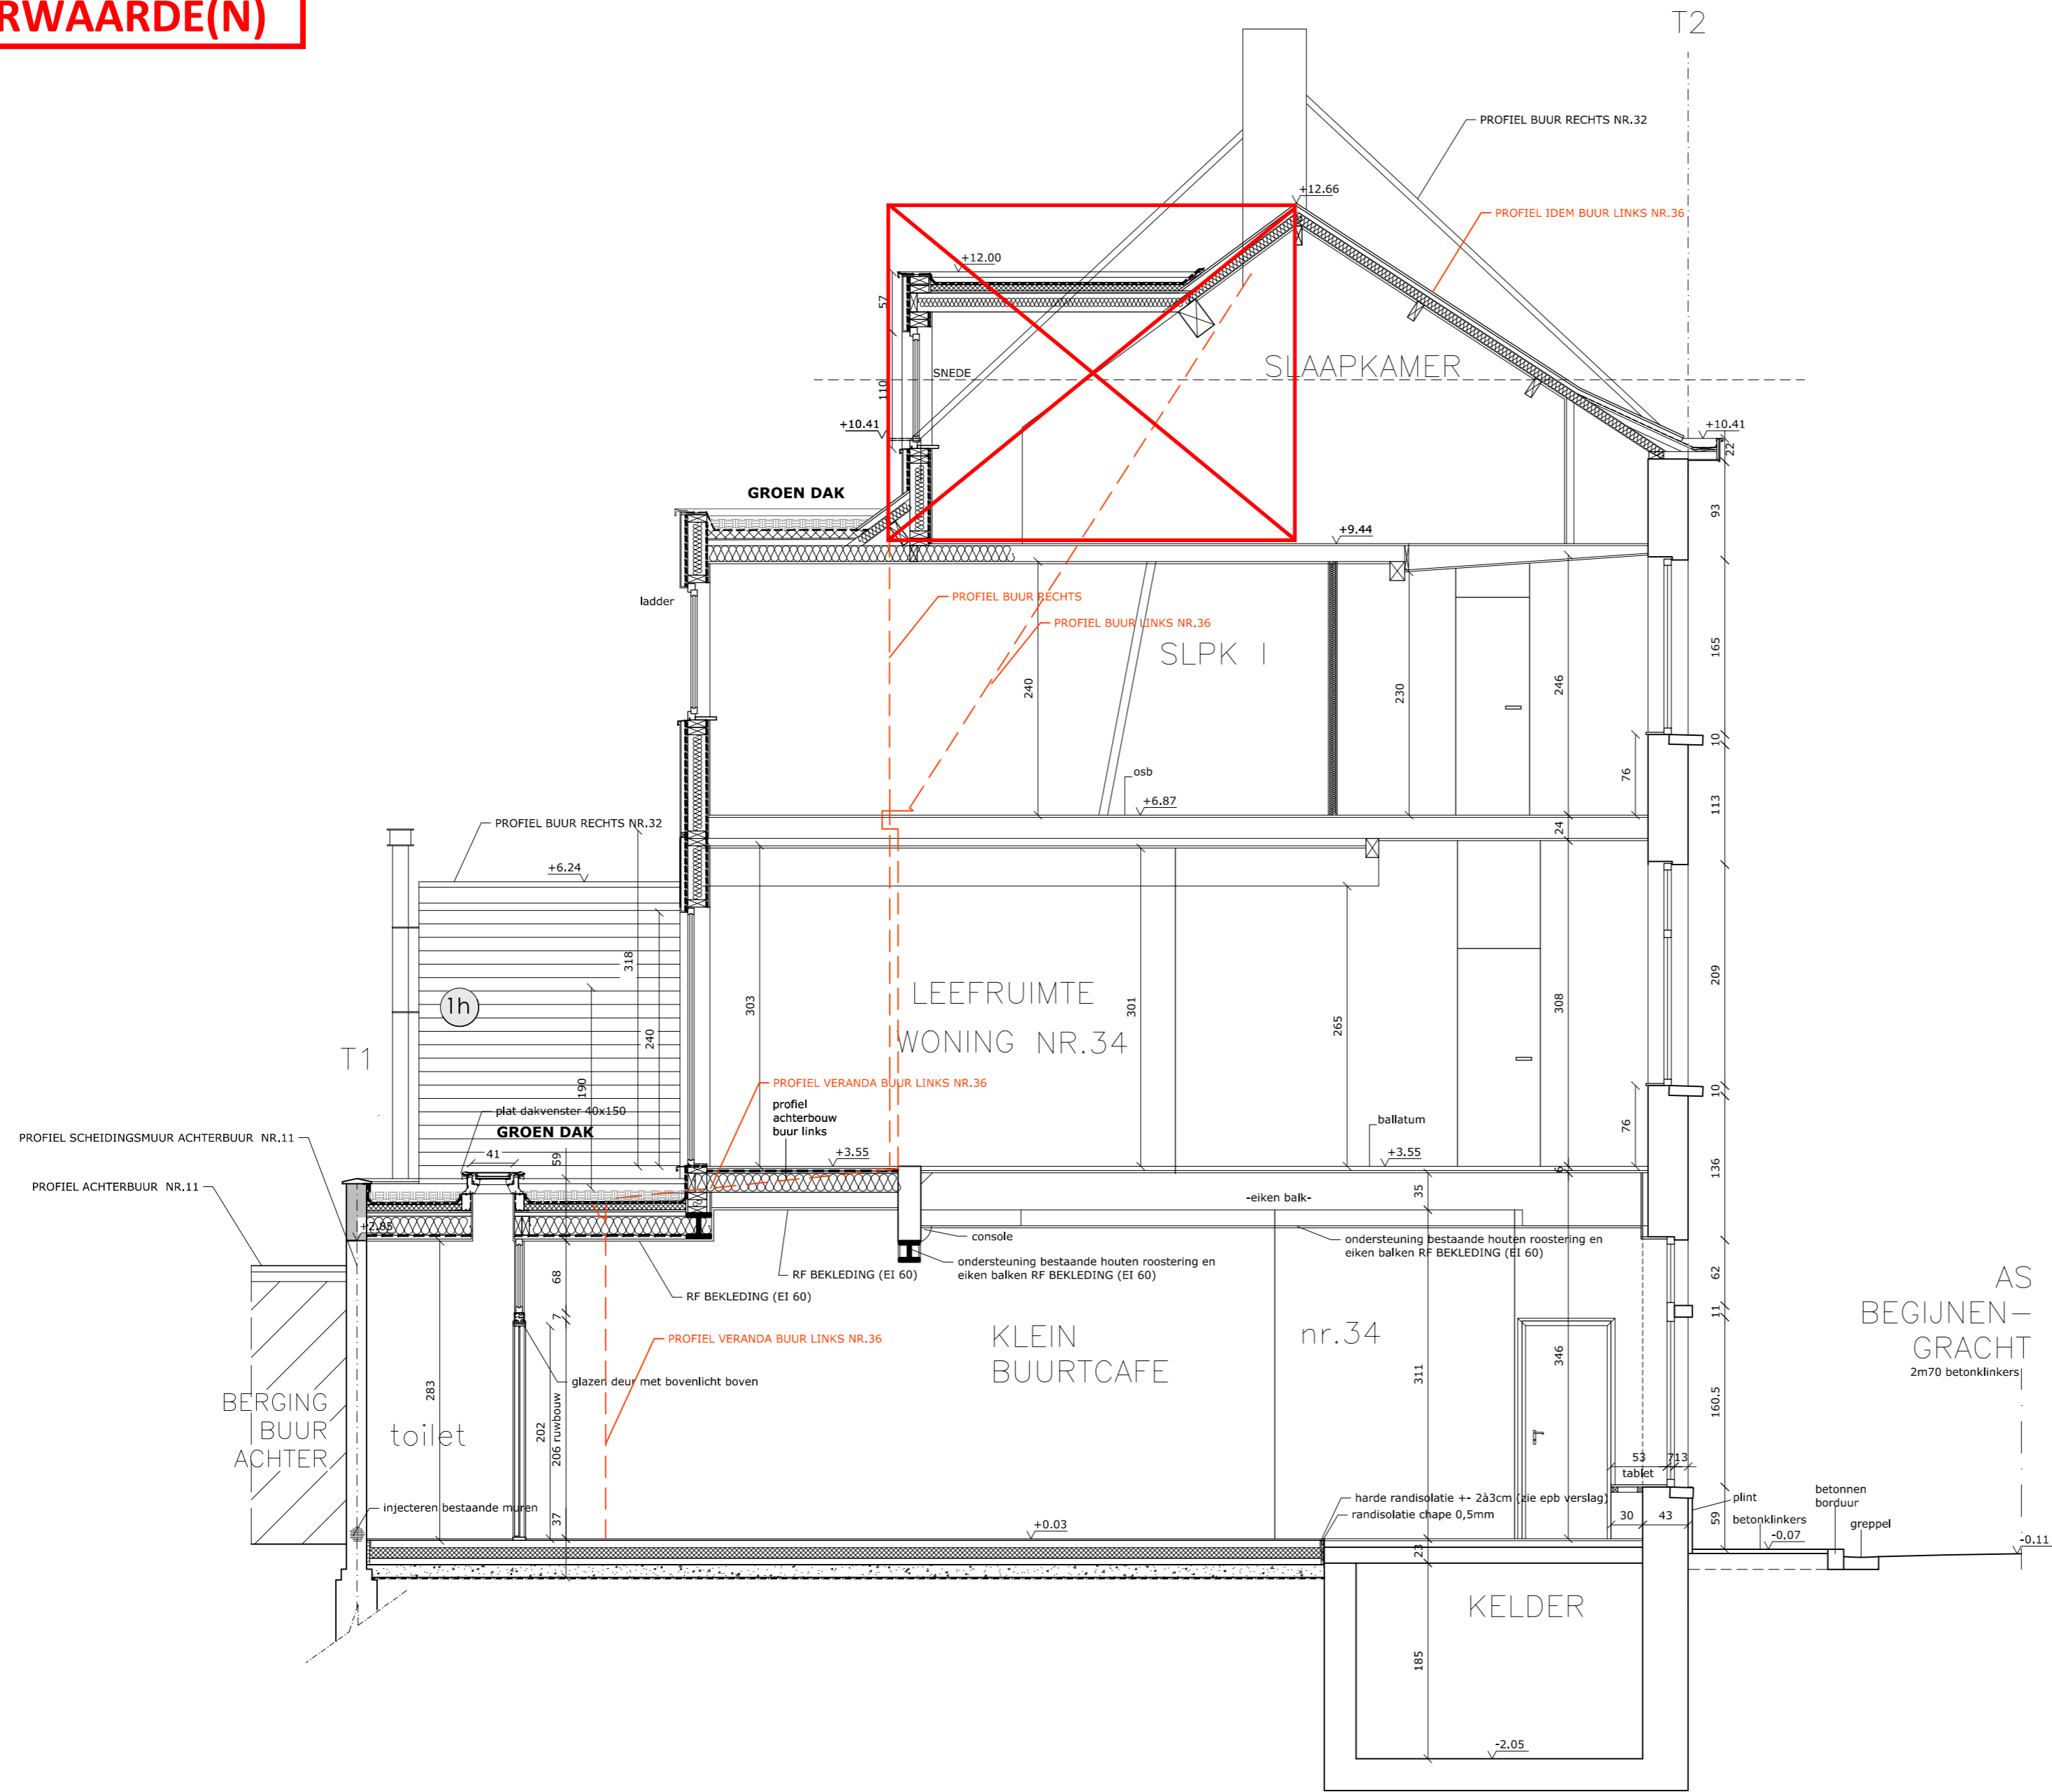 RWAARDE(N)
T2
PROFIEL BUUR RECHTS NR.32
+12.66
PROFIEL IDEM BUUR LINKS NR.36
+12.00
57
SLAAPKAMER
SNEDE
110
+10.41
+10.41
22
GROEN DAK
93
+9.44
ladder
PROFIEL BUUR RECHTS
PROFIEL BUUR LINKS NR.36
SLPK I
165
240
230
246
10
osb
76
+6.87
113
PROFIEL BUUR RECHTS NR.32
24
+6.24
318
209
LEEFRUIMTE
1h
303
301
308
265
WONING NR.34
240
T1
PROFIEL VERANDA BUUR LINKS NR.36
190
10
profiel
achterbouw
buur links
plat dakvenster 40x150
ballatum
76
GROEN DAK
PROFIEL SCHEIDINGSMUUR ACHTERBUUR NR.11
136
41
59
+3.55
+3.55
6
PROFIEL ACHTERBUUR NR.11
35
-eiken balk-
+2.85
console
ondersteuning bestaande houten roostering en
eiken balken RF BEKLEDING (EI 60)
ondersteuning bestaande houten roostering en
eiken balken RF BEKLEDING (EI 60)
RF BEKLEDING (EI 60)
68
62
AS
BEGIJNEN-
GRACHT
2m70 betonklinkers
RF BEKLEDING (EI 60)
11
7
KLEIN
BUURTCAFE
nr.34
PROFIEL VERANDA BUUR LINKS NR.36
346
311
glazen deur met bovenlicht boven
283
BERGING
BUUR
ACHTER
160.5
toilet
202
206 ruwbouw
53
7
13
tablet
injecteren bestaande muren
harde randisolatie +- 2à3cm (zie epb verslag)
randisolatie chape 0,5mm
plint
betonnen
borduur
30
43
59
betonklinkers
greppel
37
+0.03
-0.07
-0.11
23
KELDER
185
-2.05